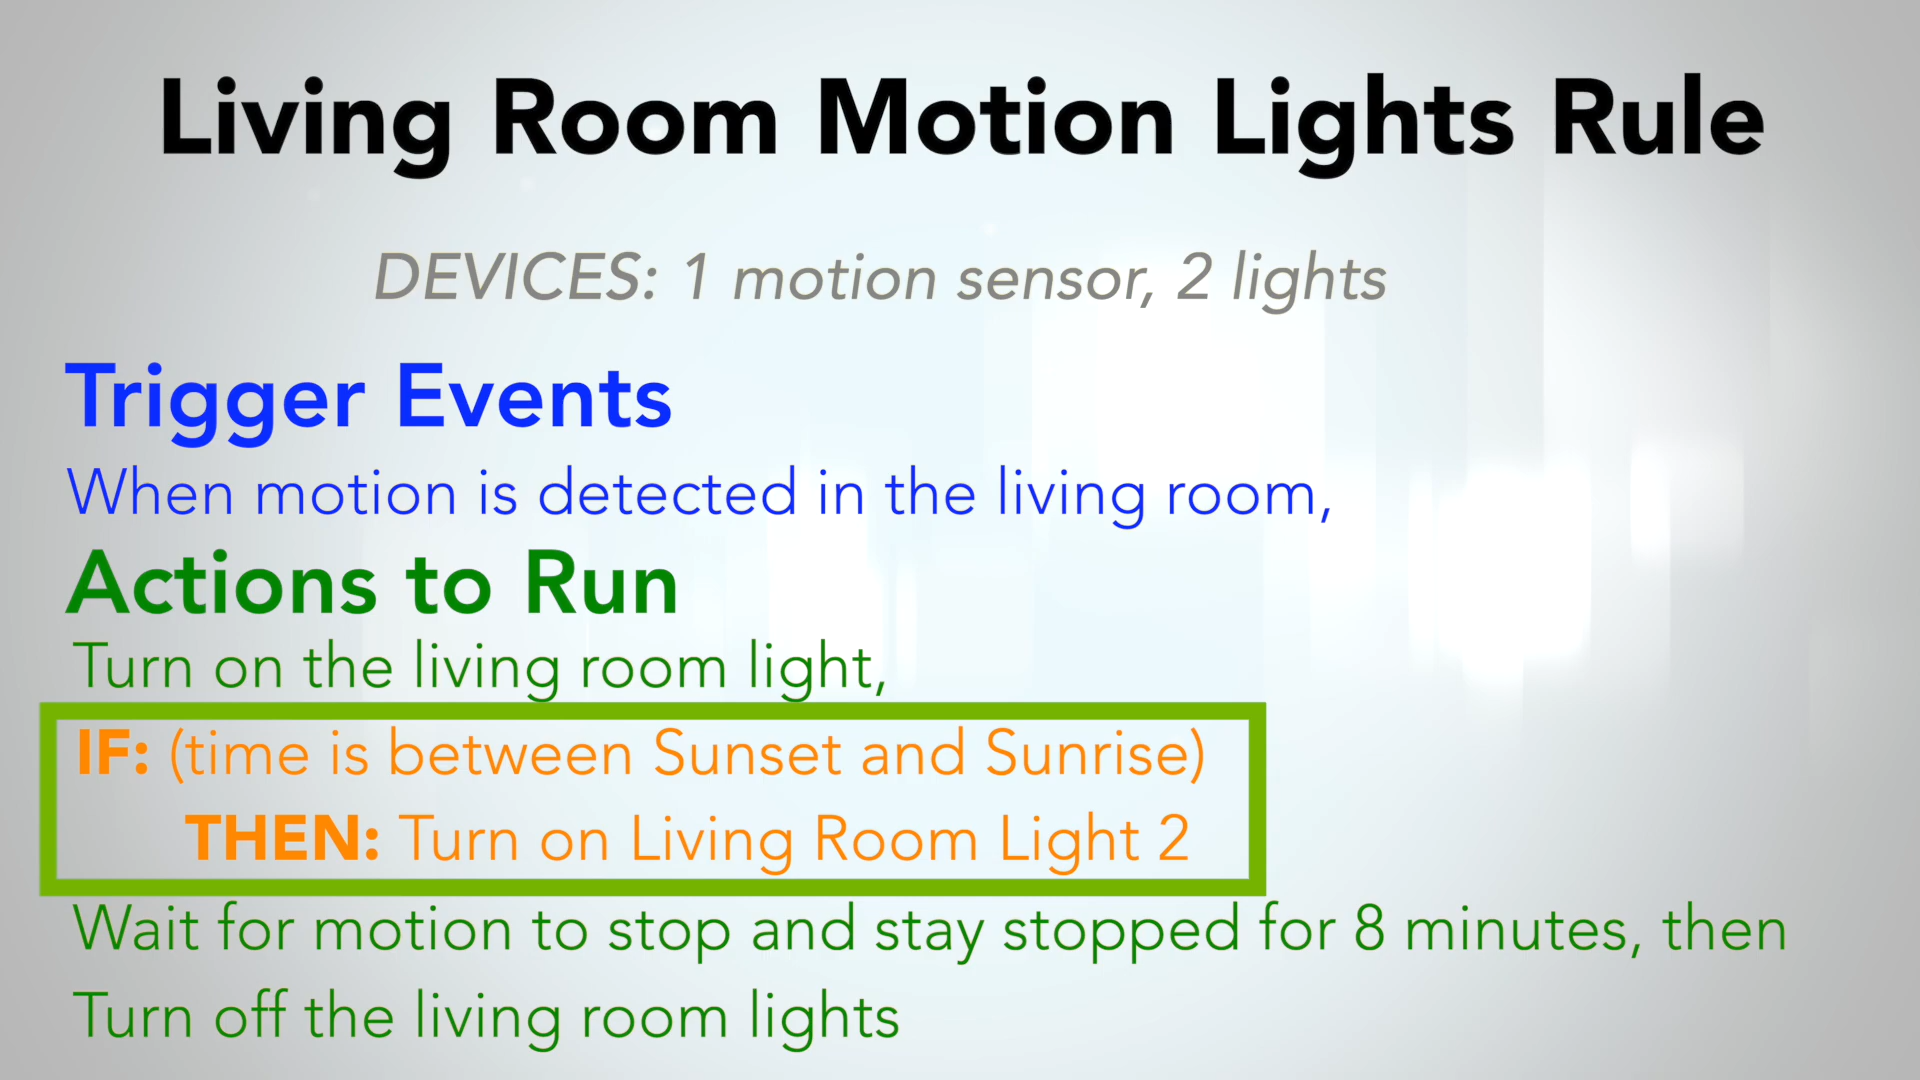 Living Room Motion Lights Rule
DEVICES: 1 motion sensor, 2 lights
Trigger Events
When motion is detected in the living room,
Actions to Run
Turn on the living room light,
IF: (time is between Sunset and Sunrise)
THEN: Turn on Living Room Light 2
Wait for motion to stop and stay stopped for 8 minutes, then
Turn off the living room lights